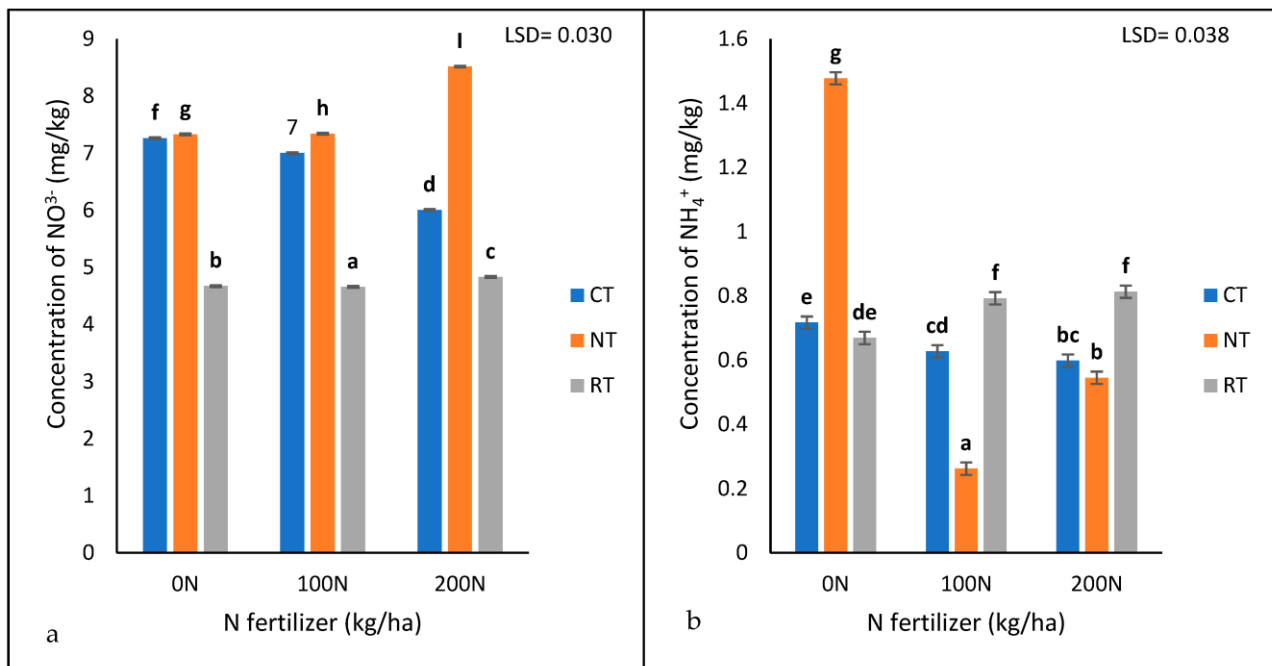 LSD= 0.030
Concentration of NO³⁻ (mg/kg)
9
8
7
6
5
4
3
2
1
0
f
g
b
7
h
a
d
I
c
CT
NT
RT
0N
100N
200N
N fertilizer (kg/ha)
a
LSD= 0.038
Concentration of NH₄⁺ (mg/kg)
1.6
1.4
1.2
1
0.8
0.6
0.4
0.2
0
e
g
de
cd
a
f
bc
b
f
CT
NT
RT
0N
100N
200N
N fertilizer (kg/ha)
b